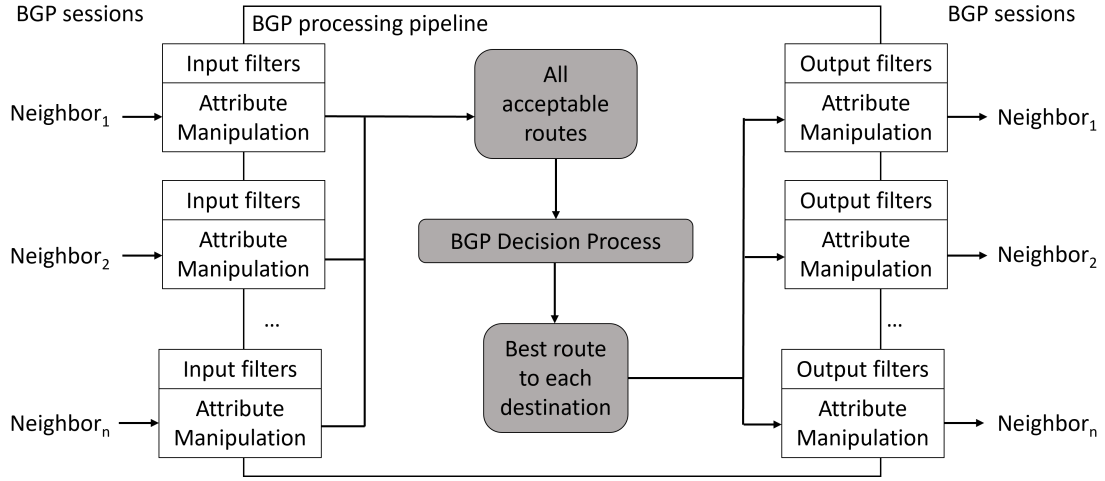 BGP sessions
BGP processing pipeline
BGP sessions
Neighbor1
Input filters
Attribute
Manipulation
Neighbor2
Input filters
Attribute
Manipulation
...
Neighborn
Input filters
Attribute
Manipulation
All
acceptable
routes
BGP Decision Process
Best route
to each
destination
Output filters
Attribute
Manipulation
Neighbor1
Output filters
Attribute
Manipulation
Neighbor2
...
Output filters
Attribute
Manipulation
Neighborn